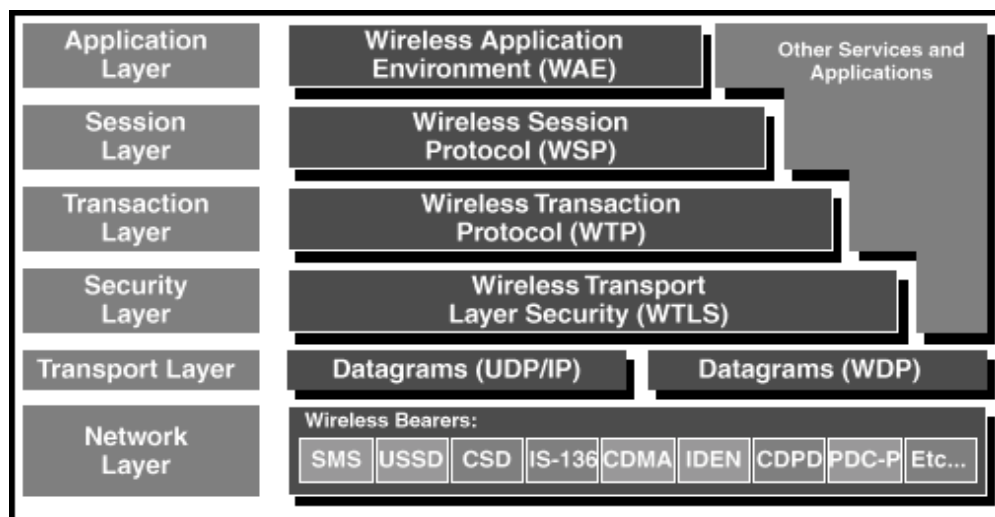 Application
Layer
Wireless Application
Environment (WAE)
Other Services and
Applications
Session
Layer
Wireless Session
Protocol (WSP)
Transaction
Layer
Wireless Transaction
Protocol (WTP)
Security
Layer
Wireless Transport
Layer Security (WTLS)
Transport Layer
Datagrams (UDP/IP)
Datagrams (WDP)
Network
Layer
Wireless Bearers:
SMS USSD CSD IS-136 CDMA IDEN CDPD PDC-P Etc...